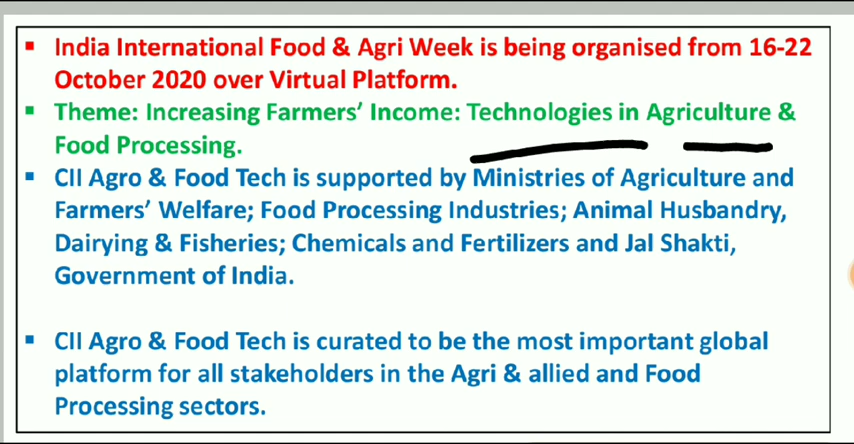 ▪ India International Food & Agri Week is being organised from 16-22
October 2020 over Virtual Platform.
▪ Theme: Increasing Farmers’ Income: Technologies in Agriculture &
Food Processing.
▪ CII Agro & Food Tech is supported by Ministries of Agriculture and
Farmers’ Welfare; Food Processing Industries; Animal Husbandry,
Dairying & Fisheries; Chemicals and Fertilizers and Jal Shakti,
Government of India.
▪ CII Agro & Food Tech is curated to be the most important global
platform for all stakeholders in the Agri & allied and Food
Processing sectors.